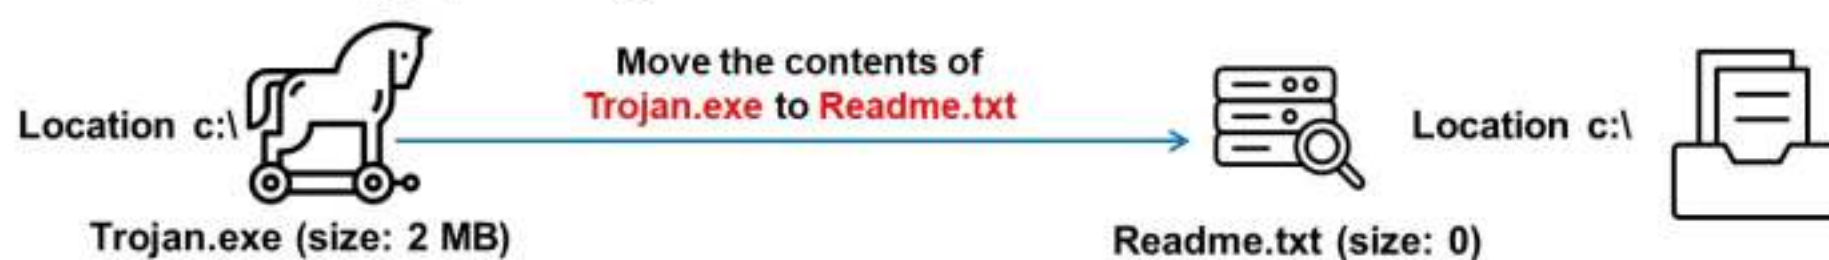 Move the contents of
Trojan.exe to Readme.txt
Location c:\
Location c:\
Trojan.exe (size: 2 MB)
Readme.txt (size: 0)